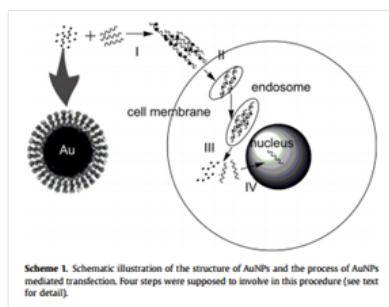 +
I
II
endosome
cell membrane
Au
nucleus
III
IV
Scheme 1. Schematic illustration of the structure of AuNPs and the process of AuNPs
mediated transfection. Four steps were supposed to involve in this procedure (see text
for detail).